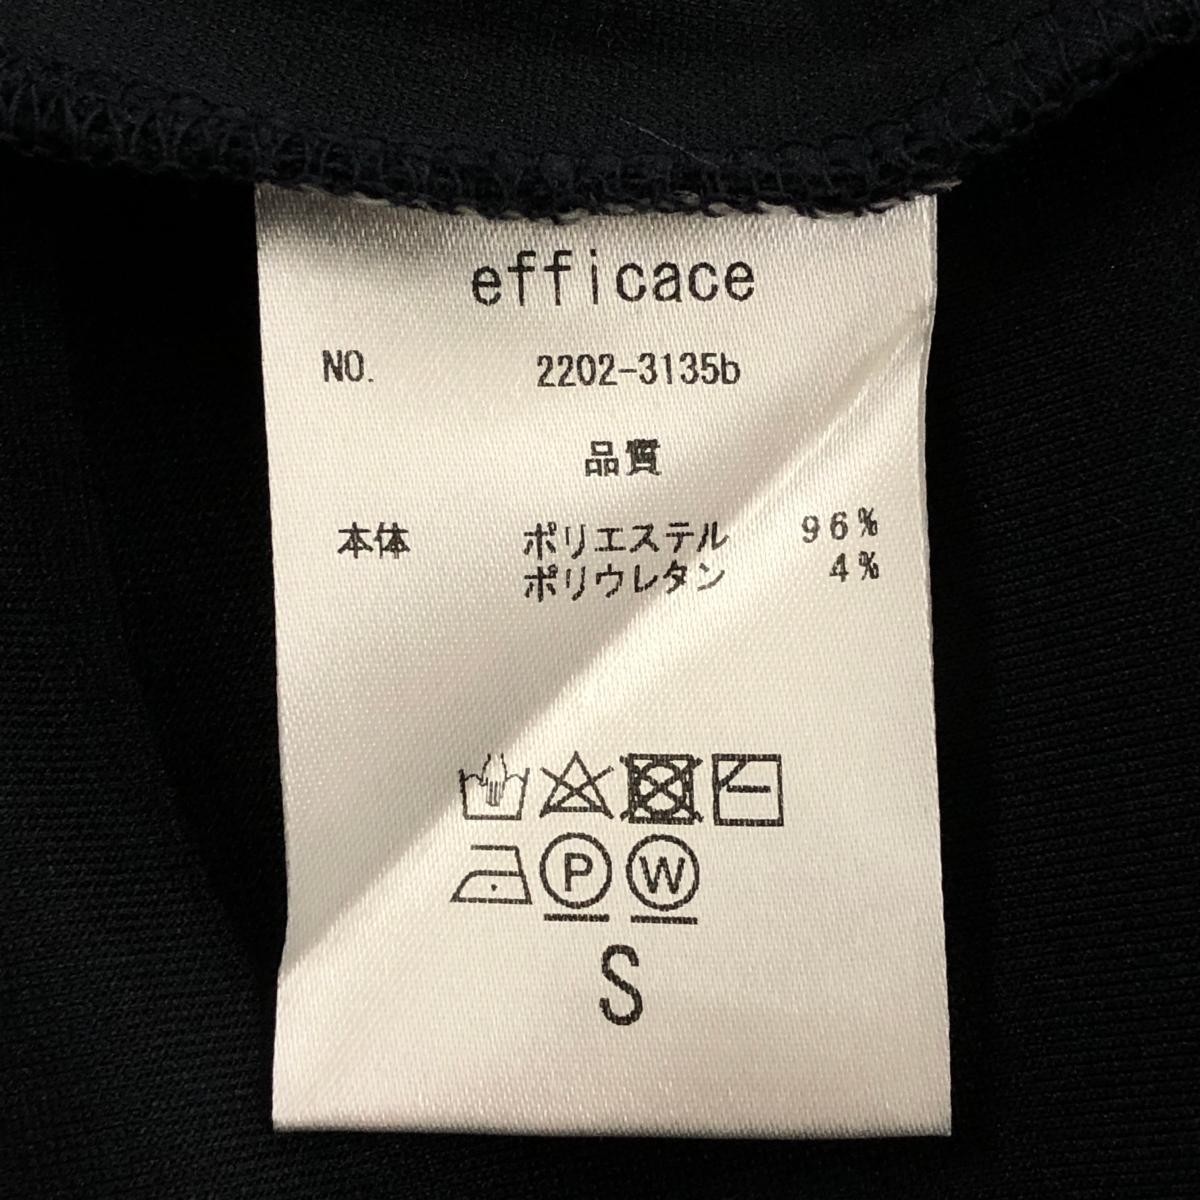 efficace
NO. 2202-3135b
品質
本体 ポリエステル 96%
ポリウレタン 4%
P W
S